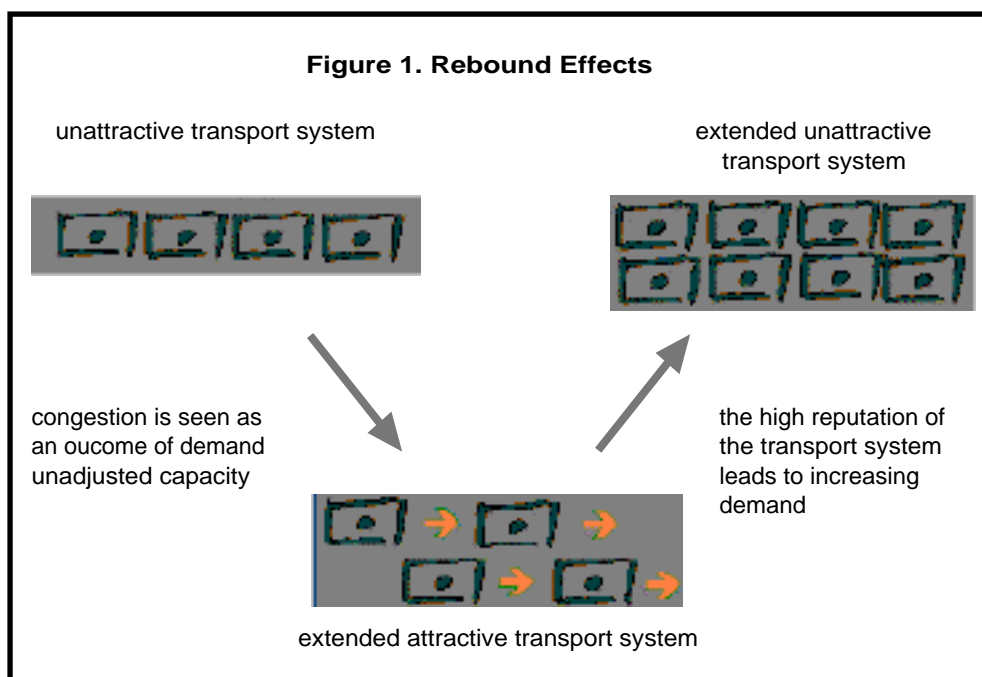 Figure 1. Rebound Effects
unattractive transport system
extended unattractive
transport system
congestion is seen as
an oucome of demand
unadjusted capacity
the high reputation of
the transport system
leads to increasing
demand
extended attractive transport system